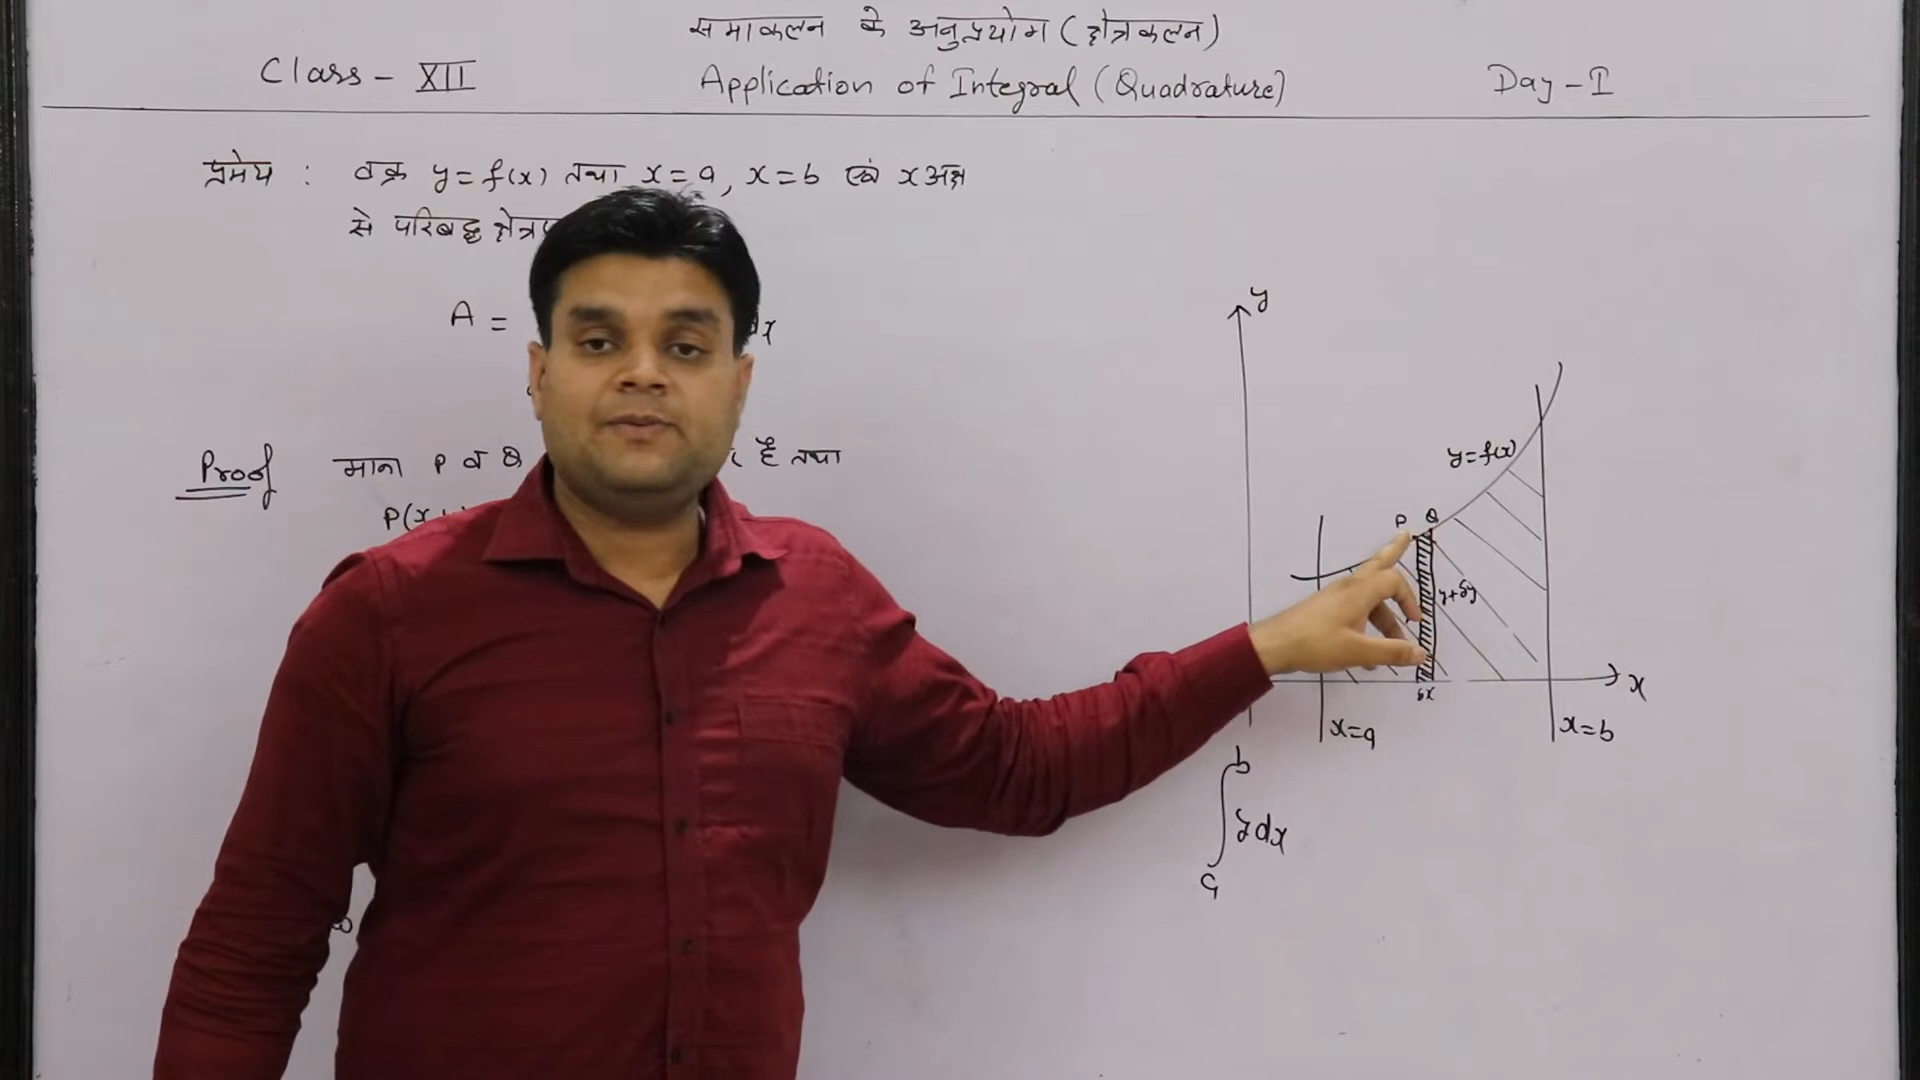 समाकलन के अनुप्रयोग (क्षेत्रकलन)
Class - XII
Application of Integral (Quadrature)
Day - I
प्रमेय : वक्र y = f(x) तथा x = a, x = b एवं x अक्ष
से परिबद्ध
A =
Proof माना P व Q है तथा
P(x
y
y = f(x)
P Q
y+δy
δx
x
x=a
x=b
b
∫ y dx
a